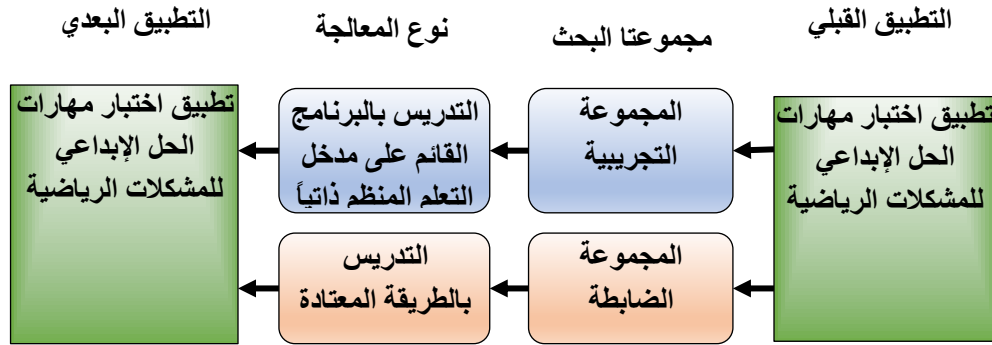 التطبيق القبلي
مجموعتا البحث
نوع المعالجة
التطبيق البعدي
تطبيق اختبار مهارات
الحل الإبداعي
للمشكلات الرياضية
المجموعة
التجريبية
التدريس بالبرنامج
القائم على مدخل
التعلم المنظم ذاتياً
المجموعة
الضابطة
التدريس
بالطريقة المعتادة
تطبيق اختبار مهارات
الحل الإبداعي
للمشكلات الرياضية